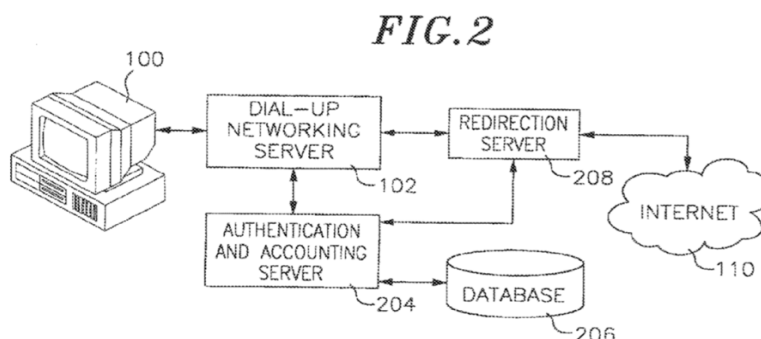 FIG.2
100
DIAL-UP
NETWORKING
SERVER
102
REDIRECTION
SERVER
208
INTERNET
110
AUTHENTICATION
AND ACCOUNTING
SERVER
204
DATABASE
206